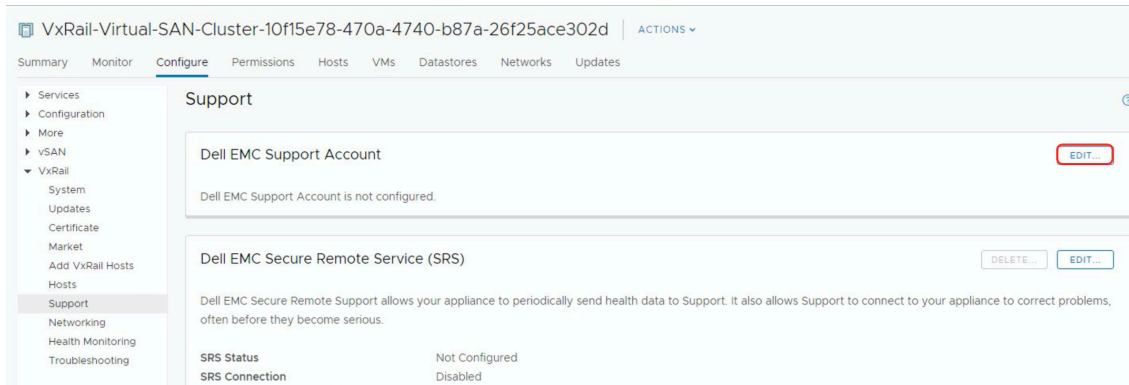 VxRail-Virtual-SAN-Cluster-10f15e78-470a-4740-b87a-26f25ace302d ACTIONS
Summary Monitor Configure Permissions Hosts VMs Datastores Networks Updates
Services
Configuration
More
vSAN
VxRail
System
Updates
Certificate
Market
Add VxRail Hosts
Hosts
Support
Networking
Health Monitoring
Troubleshooting
Support
Dell EMC Support Account
EDIT...
Dell EMC Support Account is not configured.
Dell EMC Secure Remote Service (SRS)
DELETE... EDIT...
Dell EMC Secure Remote Support allows your appliance to periodically send health data to Support. It also allows Support to connect to your appliance to correct problems,
often before they become serious.
SRS Status Not Configured
SRS Connection Disabled